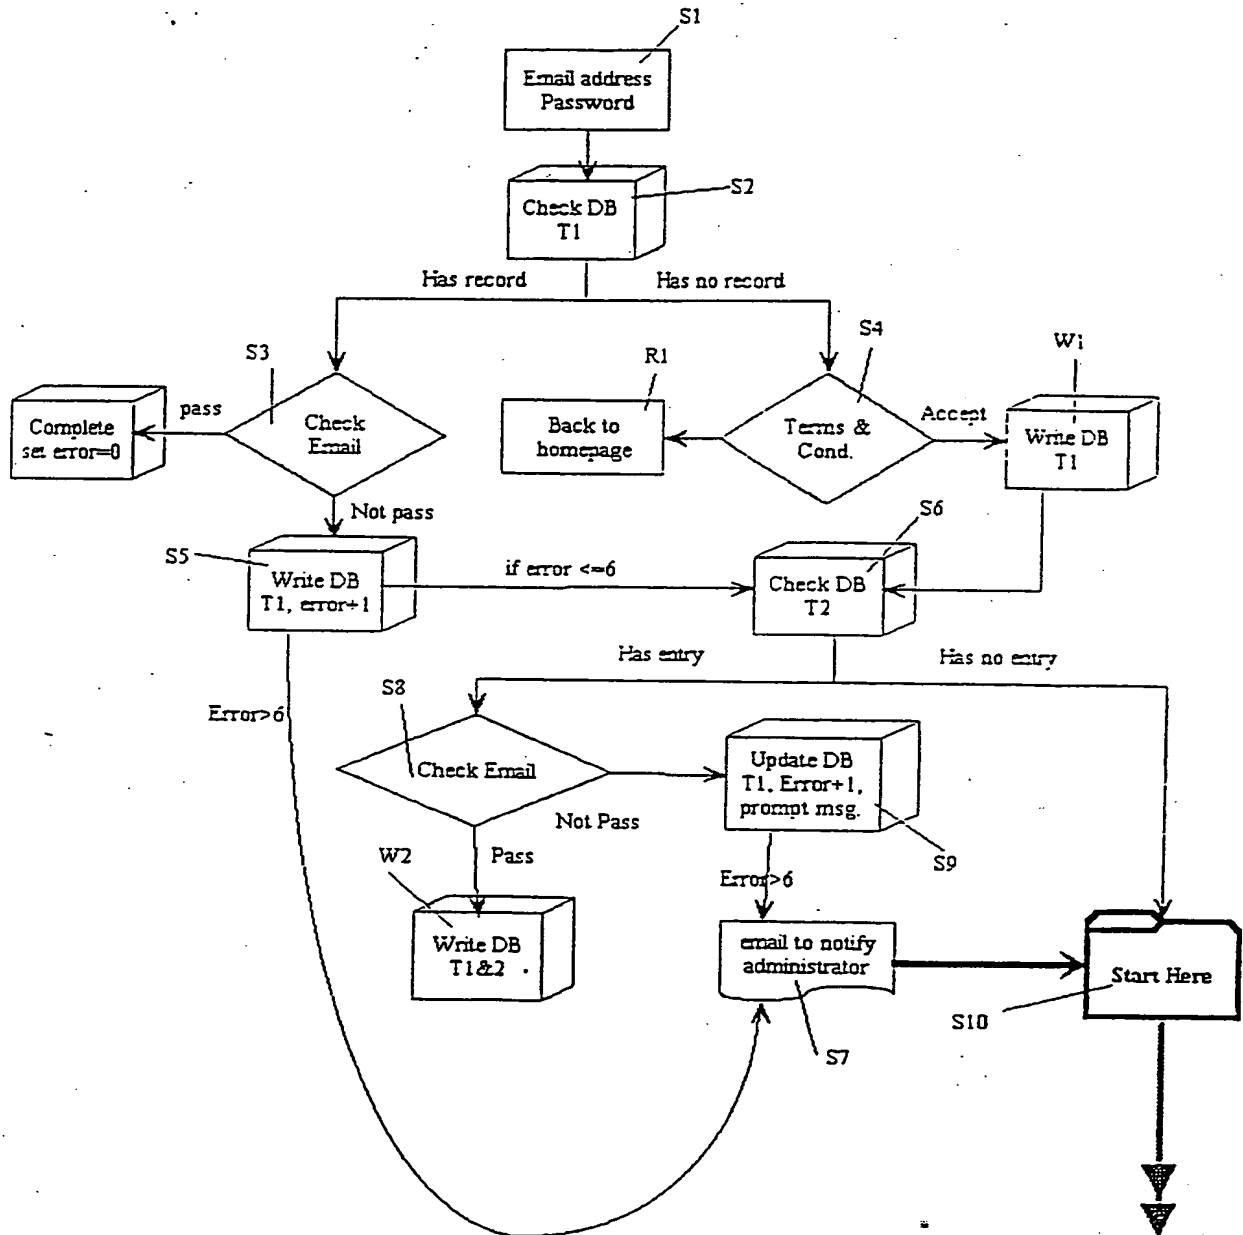 S1
Email address
Password
S2
Check DB
T1
Has record
Has no record
S3
R1
S4
W1
pass
Complete
set error=0
Check
Email
Back to
homepage
Terms &
Cond.
Accept
Write DB
T1
Not pass
S5
S6
Write DB
T1, error+1
if error <=6
Check DB
T2
Has entry
Has no entry
S8
Error>6
Check Email
Update DB
T1, Error+1,
prompt msg.
Not Pass
S9
W2
Pass
Error>6
Write DB
T1&2
email to notify
administrator
Start Here
S10
S7